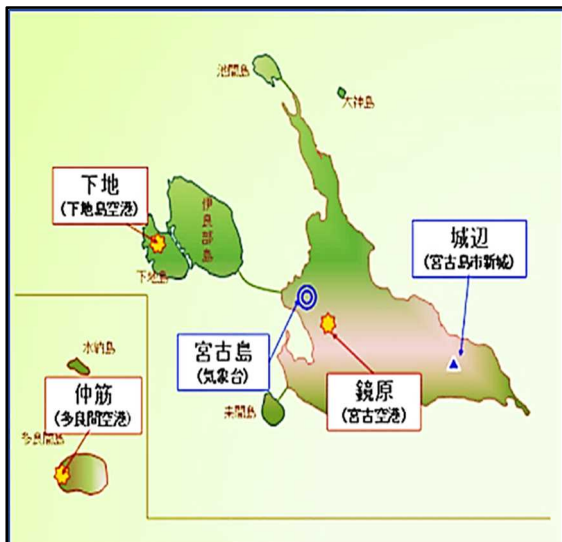 池間島
大神島
下地
(下地島空港)
伊良部島
城辺
(宮古島市新城)
下地島
宮古島
(気象台)
鏡原
(宮古空港)
水納島
仲筋
(多良間空港)
来間島
多良間島